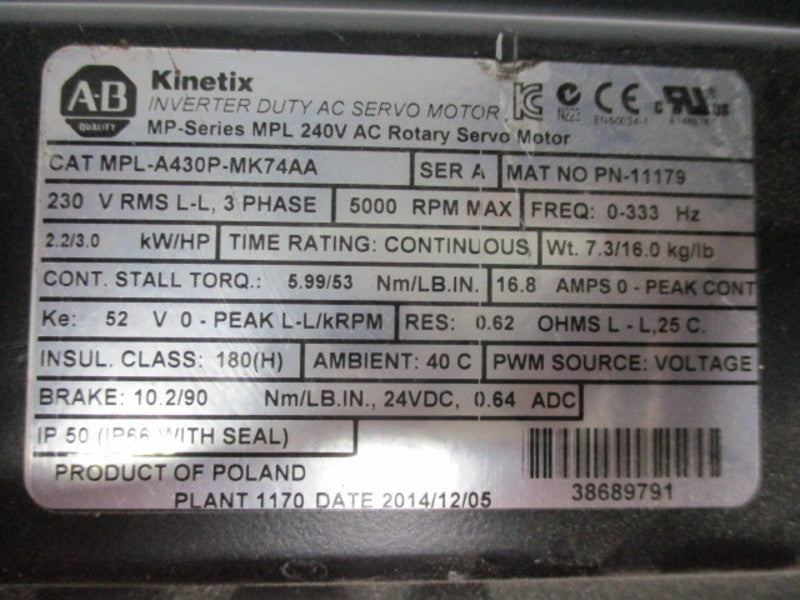 A-B
QUALITY
Kinetix
INVERTER DUTY AC SERVO MOTOR
MP-Series MPL 240V AC Rotary Servo Motor
N223 EN60034-1
CAT MPL-A430P-MK74AA SER A MAT NO PN-11179
230 V RMS L-L, 3 PHASE 5000 RPM MAX FREQ: 0-333 Hz
2.2/3.0 kW/HP TIME RATING: CONTINUOUS Wt. 7.3/16.0 kg/lb
CONT. STALL TORQ.: 5.99/53 Nm/LB.IN. 16.8 AMPS 0 - PEAK CONT
Ke: 52 V 0 - PEAK L-L/kRPM RES: 0.62 OHMS L - L,25 C.
INSUL. CLASS: 180(H) AMBIENT: 40 C PWM SOURCE: VOLTAGE
BRAKE: 10.2/90 Nm/LB.IN., 24VDC, 0.64 ADC
IP 50 (IP66 WITH SEAL)
PRODUCT OF POLAND
PLANT 1170 DATE 2014/12/05
38689791